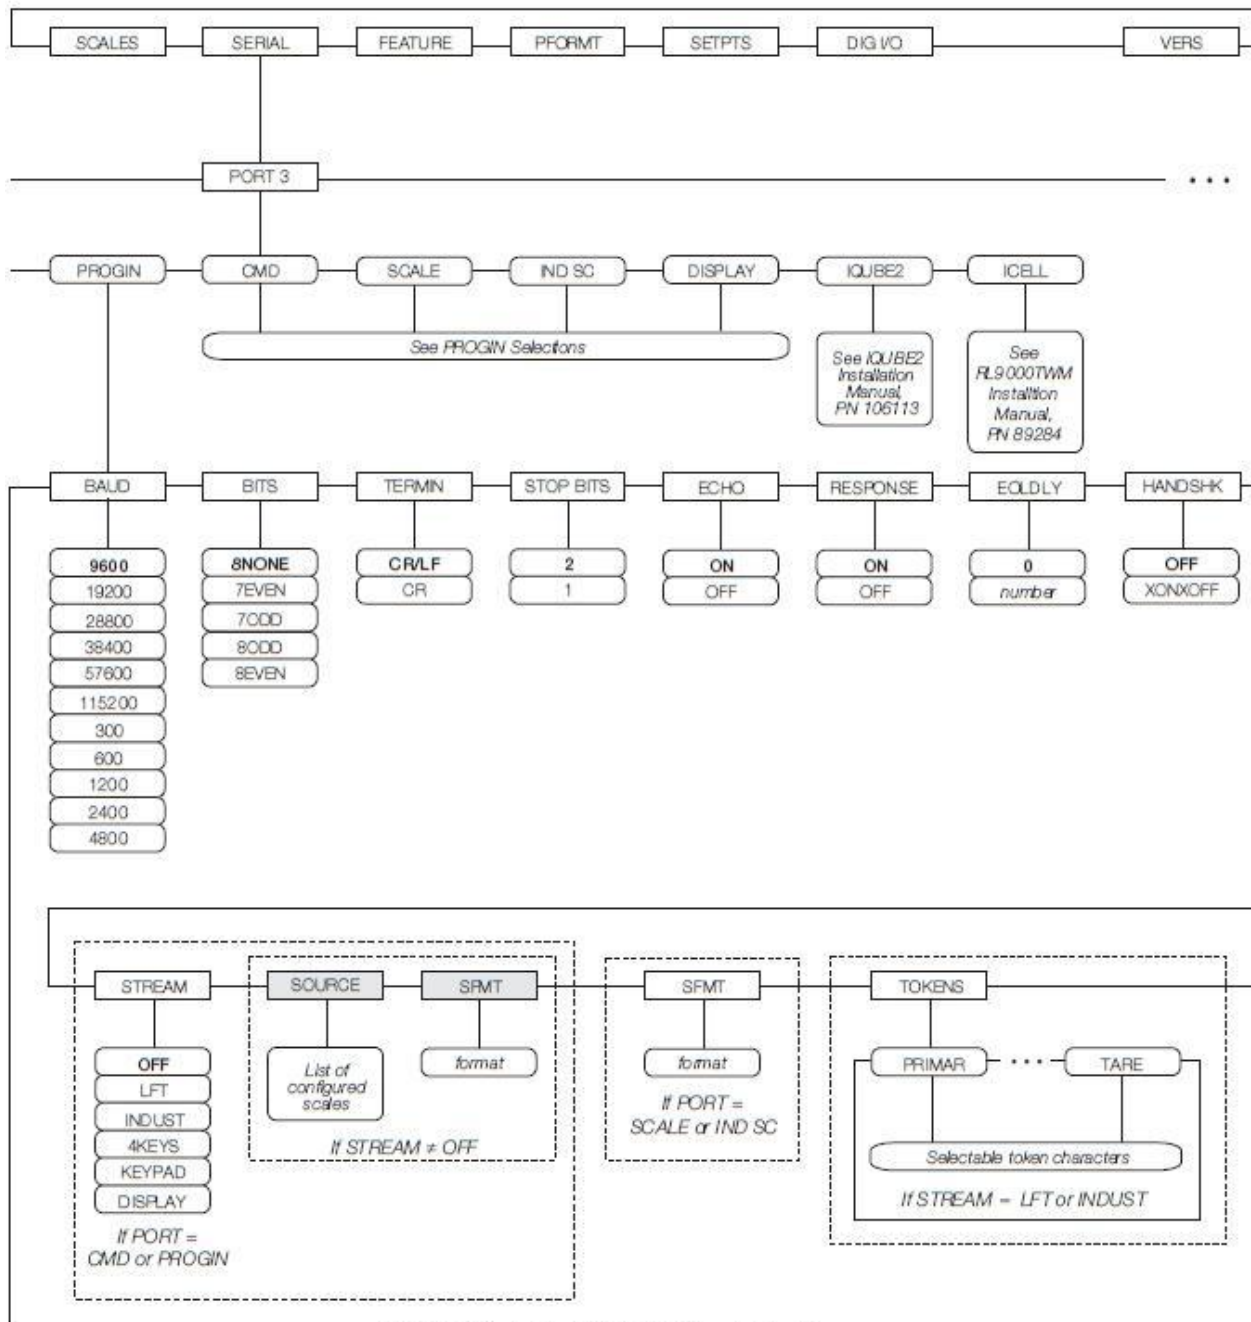 SCALES SERIAL FEATURE PFORMT SETPTS DIG I/O VERS
PORT 3 • • •
PROGIN CMD SCALE IND SC DISPLAY IQUBE2 ICELL
See PROGIN Selections
See IQUBE2
Installation
Manual,
PN 106113
See
RL9000TWM
Installtion
Manual,
PN 89284
BAUD BITS TERMIN STOP BITS ECHO RESPONSE EOLDLY HANDSHK
9600 8NONE CR/LF 2 ON ON 0 OFF
19200 7EVEN CR 1 OFF OFF number XONXOFF
28800 7ODD
38400 8ODD
57600 8EVEN
115200
300
600
1200
2400
4800
STREAM SOURCE SFMT SFMT TOKENS
OFF
LFT
INDUST
4KEYS
KEYPAD
DISPLAY
If PORT =
CMD or PROGIN
List of
configured
scales
format
If STREAM ≠ OFF
format
If PORT =
SCALE or IND SC
PRIMAR • • • TARE
Selectable token characters
If STREAM = LFT or INDUST